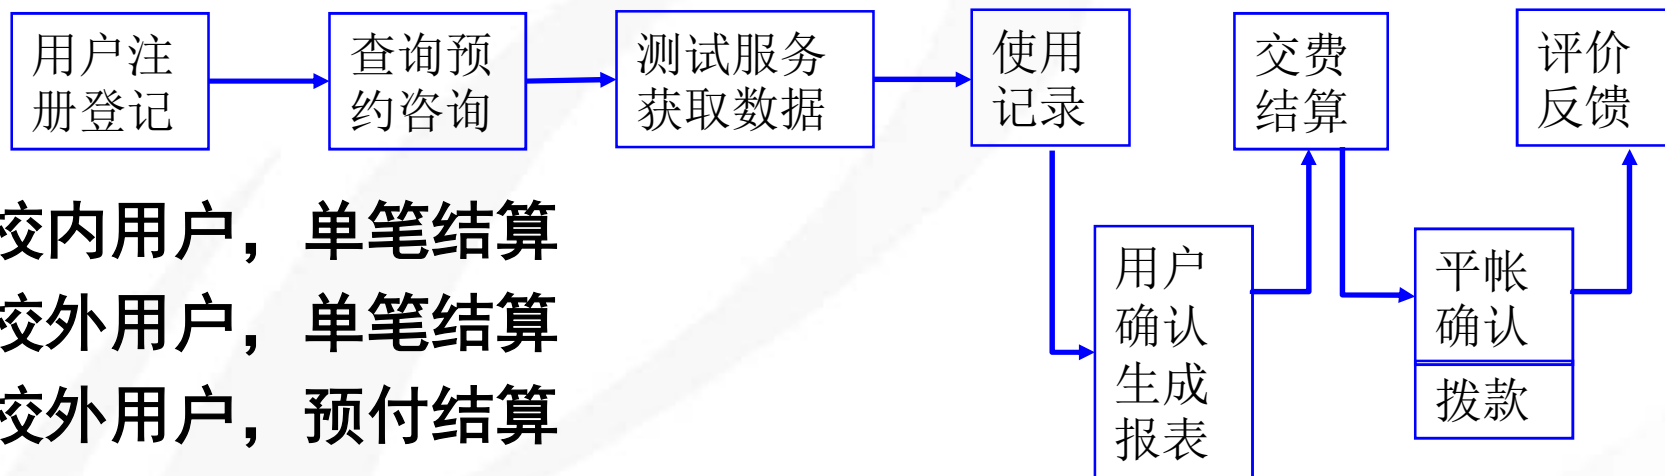 用户注
册登记
查询预
约咨询
测试服务
获取数据
使用
记录
交费
结算
评价
反馈
校内用户，单笔结算
校外用户，单笔结算
校外用户，预付结算
用户
确认
生成
报表
平帐
确认
拨款